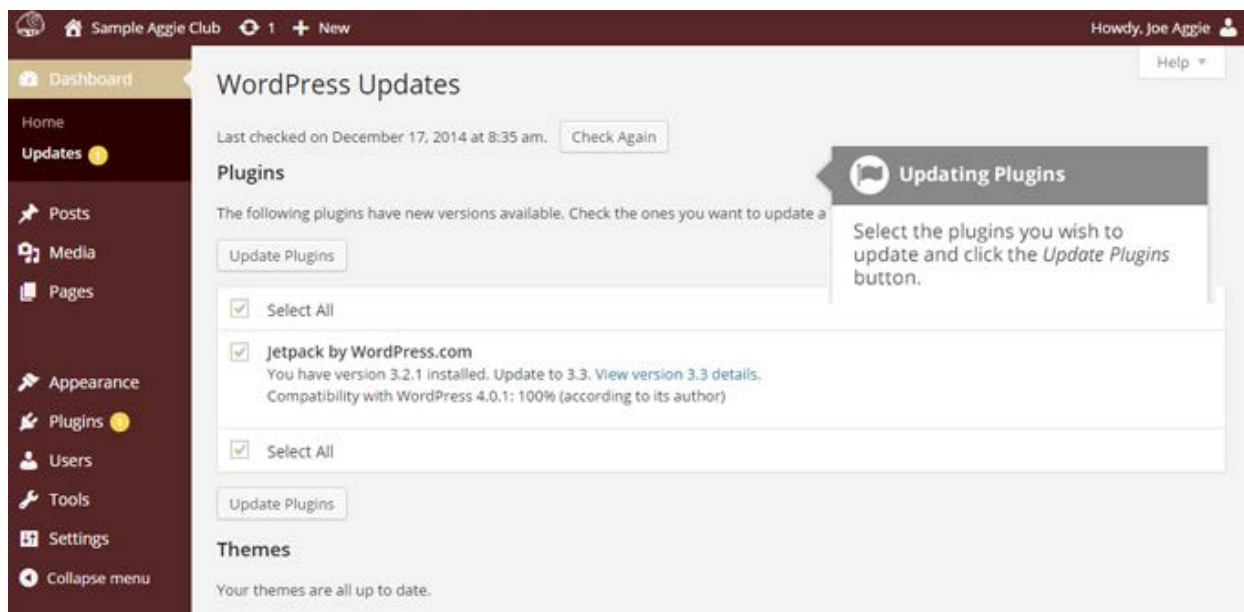 Sample Aggie Club 1 New
Howdy, Joe Aggie
Help
Dashboard
Home
Updates 1
Posts
Media
Pages
Appearance
Plugins 1
Users
Tools
Settings
Collapse menu
WordPress Updates
Last checked on December 17, 2014 at 8:35 am. Check Again
Plugins
The following plugins have new versions available. Check the ones you want to update a
Update Plugins
Select All
Jetpack by WordPress.com
You have version 3.2.1 installed. Update to 3.3. View version 3.3 details.
Compatibility with WordPress 4.0.1: 100% (according to its author)
Select All
Update Plugins
Themes
Your themes are all up to date.
Updating Plugins
Select the plugins you wish to
update and click the Update Plugins
button.